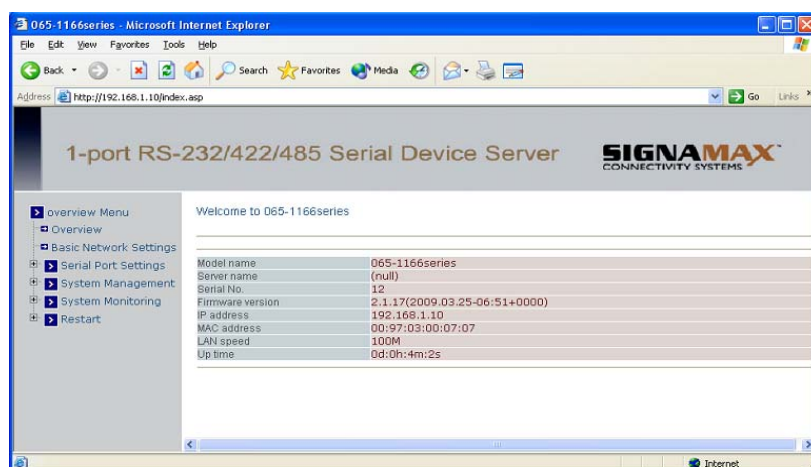 065-1166series - Microsoft Internet Explorer
File Edit View Favorites Tools Help
Back Search Favorites Media
Address http://192.168.1.10/index.asp Go Links
1-port RS-232/422/485 Serial Device Server
SIGNAMAX
CONNECTIVITY SYSTEMS
overview Menu
Overview
Basic Network Settings
Serial Port Settings
System Management
System Monitoring
Restart
Welcome to 065-1166series
Model name 065-1166series
Server name (null)
Serial No. 12
Firmware version 2.1.17(2009.03.25-06:51+0000)
IP address 192.168.1.10
MAC address 00:97:03:00:07:07
LAN speed 100M
Up time 0d:0h:4m:2s
Internet